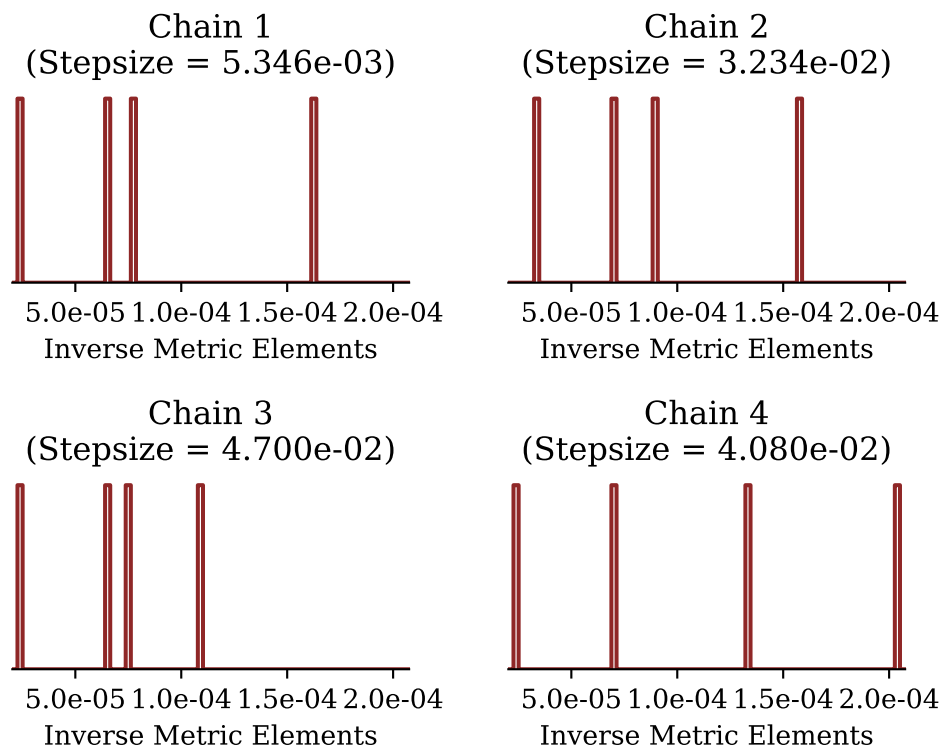 Chain 1
(Stepsize = 5.346e-03)
5.0e-05 1.0e-04 1.5e-04 2.0e-04
Inverse Metric Elements
Chain 2
(Stepsize = 3.234e-02)
5.0e-05 1.0e-04 1.5e-04 2.0e-04
Inverse Metric Elements
Chain 3
(Stepsize = 4.700e-02)
5.0e-05 1.0e-04 1.5e-04 2.0e-04
Inverse Metric Elements
Chain 4
(Stepsize = 4.080e-02)
5.0e-05 1.0e-04 1.5e-04 2.0e-04
Inverse Metric Elements